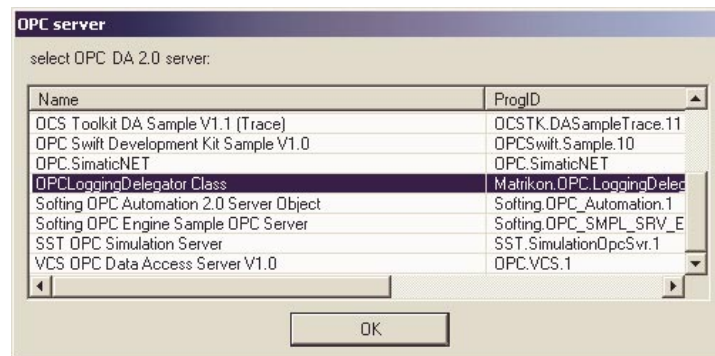 OPC server
select OPC DA 2.0 server:
Name ProgID
OCS Toolkit DA Sample V1.1 (Trace) OCSTK.DASampleTrace.11
OPC Swift Development Kit Sample V1.0 OPCSwift.Sample.10
OPC.SimaticNET OPC.SimaticNET
OPCLoggingDelegator Class Matrikon.OPC.LoggingDeleg
Softing OPC Automation 2.0 Server Object Softing.OPC_Automation.1
Softing OPC Engine Sample OPC Server Softing.OPC_SMPL_SRV_E
SST OPC Simulation Server SST.SimulationOpcSvr.1
VCS OPC Data Access Server V1.0 OPC.VCS.1
OK